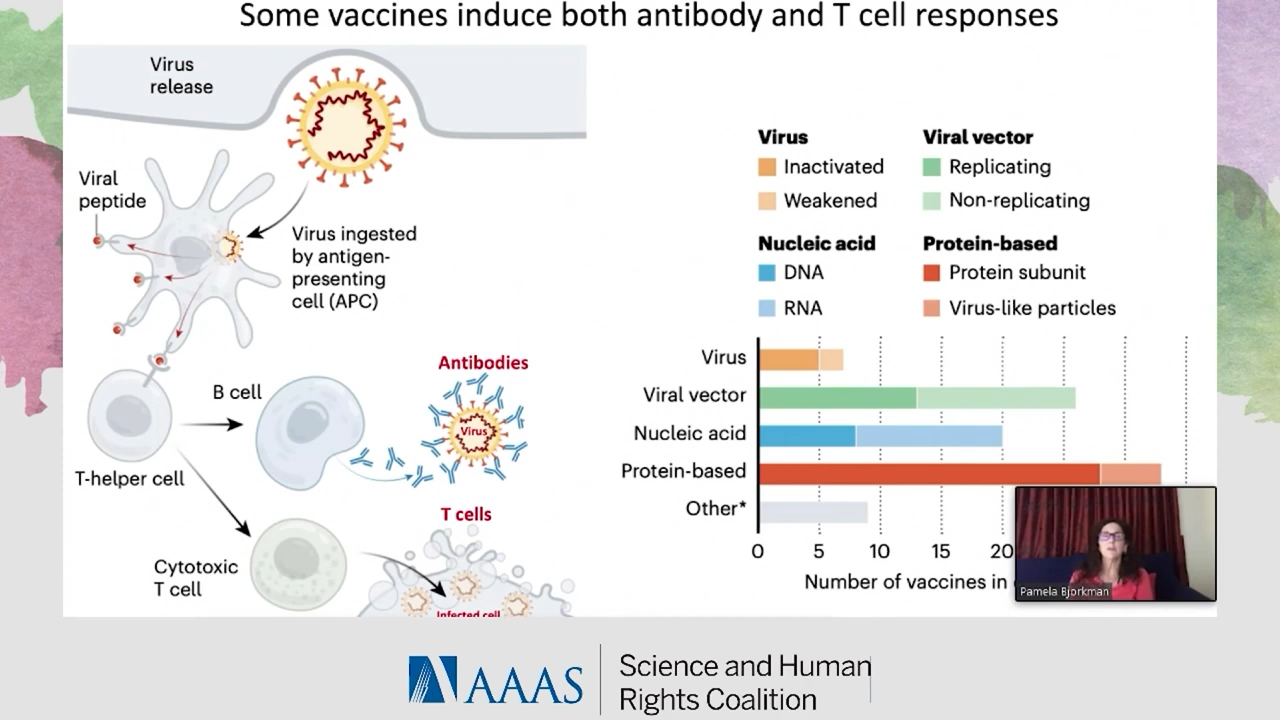 Some vaccines induce both antibody and T cell responses
Virus
release
Viral
peptide
Virus ingested
by antigen-
presenting
cell (APC)
Antibodies
B cell
Virus
T-helper cell
T cells
Cytotoxic
T cell
Infected cell
Virus
Inactivated
Weakened
Viral vector
Replicating
Non-replicating
Nucleic acid
DNA
RNA
Protein-based
Protein subunit
Virus-like particles
Virus
Viral vector
Nucleic acid
Protein-based
Other*
0 5 10 15 20
Number of vaccines in
Pamela Bjorkman
AAAS
Science and Human
Rights Coalition